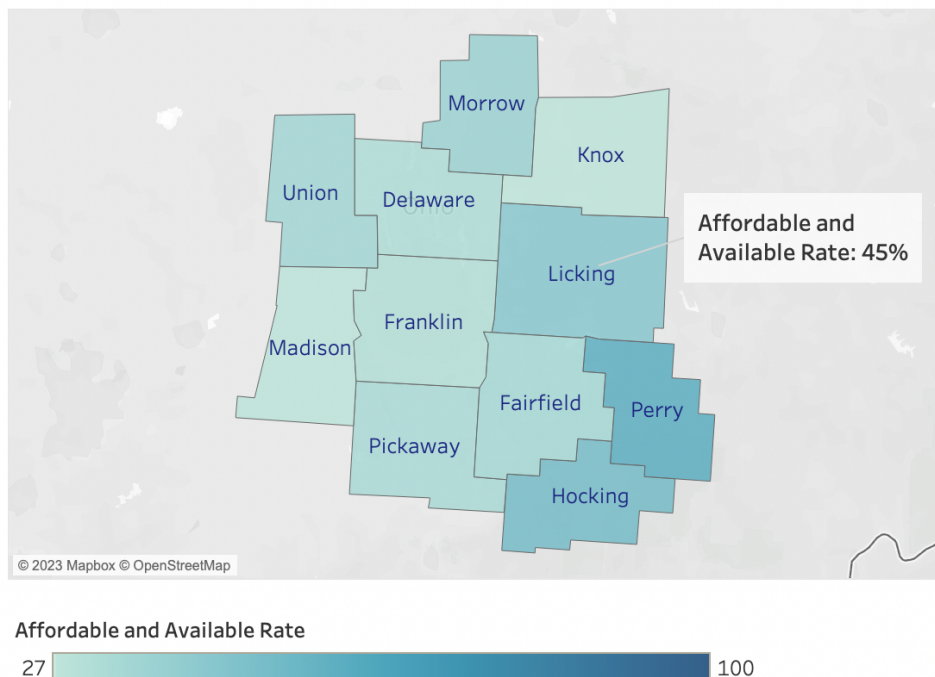 Morrow
Knox
Union
Delaware
Ohio
Affordable and
Available Rate: 45%
Licking
Franklin
Madison
Fairfield
Perry
Pickaway
Hocking
© 2023 Mapbox © OpenStreetMap
Affordable and Available Rate
27 100